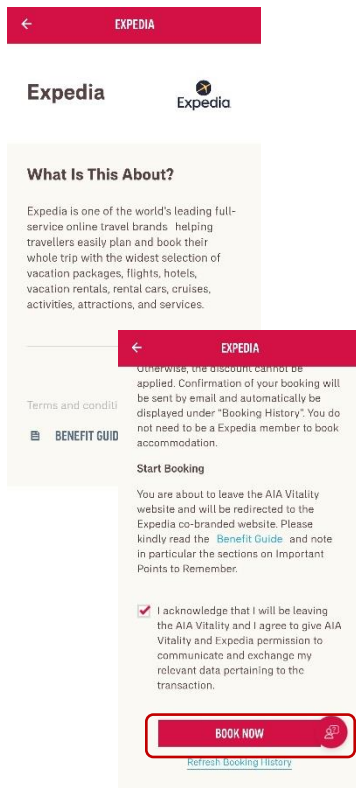 EXPEDIA
Expedia
Expedia
What Is This About?
Expedia is one of the world's leading full-
service online travel brands helping
travellers easily plan and book their
whole trip with the widest selection of
vacation packages, flights, hotels,
vacation rentals, rental cars, cruises,
activities, attractions, and services.
Terms and conditi
BENEFIT GUID
EXPEDIA
Otherwise, the discount cannot be
applied. Confirmation of your booking will
be sent by email and automatically be
displayed under "Booking History". You do
not need to be a Expedia member to book
accommodation.
Start Booking
You are about to leave the AIA Vitality
website and will be redirected to the
Expedia co-branded website. Please
kindly read the Benefit Guide and note
in particular the sections on Important
Points to Remember.
I acknowledge that I will be leaving
the AIA Vitality and I agree to give AIA
Vitality and Expedia permission to
communicate and exchange my
relevant data pertaining to the
transaction.
BOOK NOW
Refresh Booking History